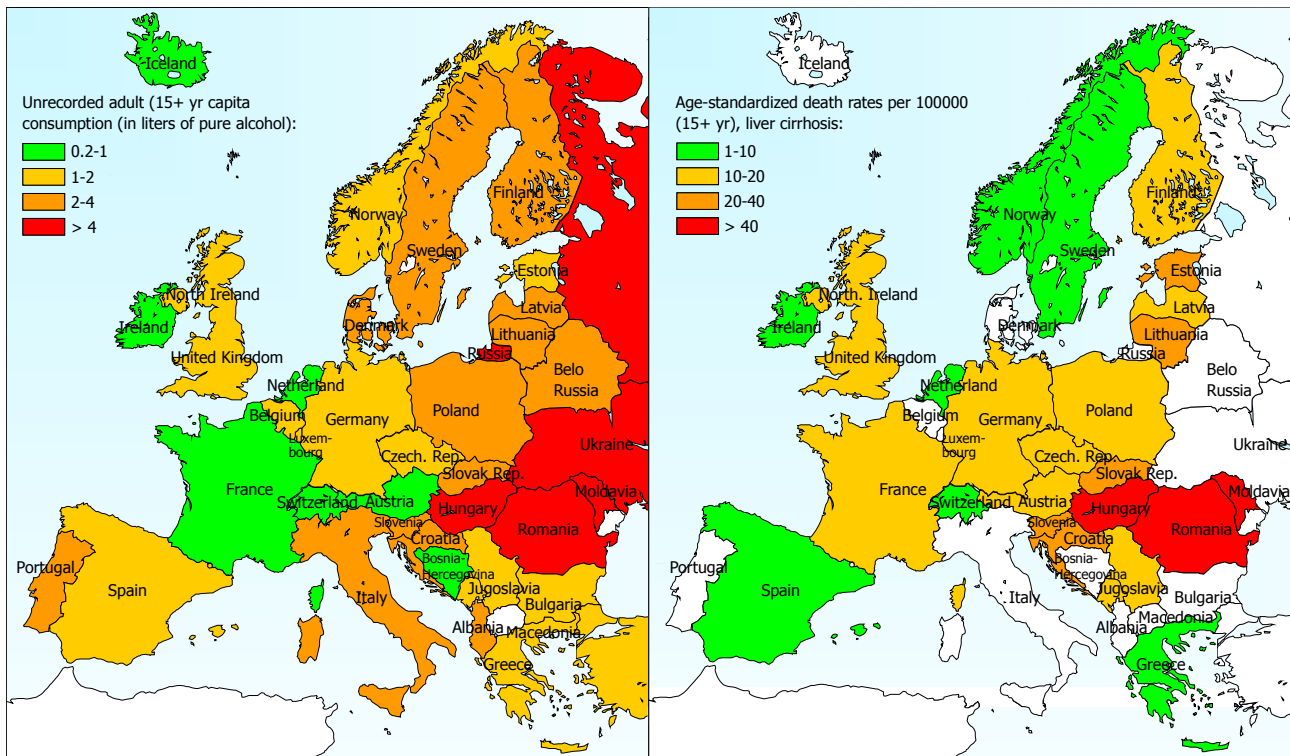 Iceland
Unrecorded adult (15+ yr capita
consumption (in liters of pure alcohol):
0.2-1
1-2
2-4
> 4
Norway
Finland
Sweden
Estonia
North Ireland
Latvia
Ireland
Denmark
Lithuania
United Kingdom
Russia
Belo
Russia
Netherland
Belgium
Germany
Poland
Luxem-
bourg
Ukraine
Czech. Rep.
Slovak Rep.
France
Switzerland
Austria
Moldavia
Hungary
Slovenia
Romania
Croatia
Bosnia-
Hercegovina
Portugal
Spain
Jugoslavia
Italy
Bulgaria
Albania
Macedonia
Greece
Iceland
Age-standardized death rates per 100000
(15+ yr), liver cirrhosis:
1-10
10-20
20-40
> 40
Norway
Finland
Sweden
Estonia
North. Ireland
Latvia
Ireland
Denmark
Lithuania
United Kingdom
Russia
Belo
Russia
Netherland
Belgium
Germany
Poland
Luxem-
bourg
Ukraine
Czech. Rep.
Slovak Rep.
France
Switzerland
Austria
Moldavia
Hungary
Slovenia
Romania
Croatia
Bosnia-
Hercegovina
Portugal
Spain
Jugoslavia
Italy
Bulgaria
Albania
Macedonia
Greece